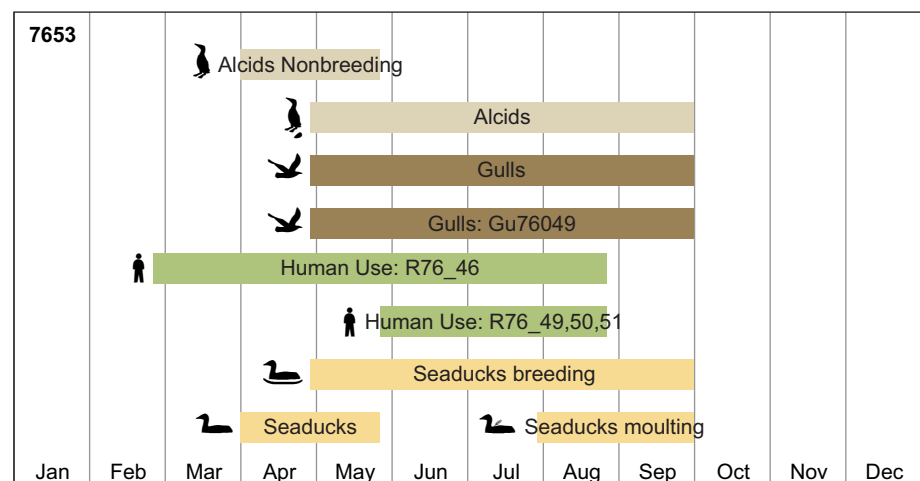 7653
Alcids Nonbreeding
Alcids
Gulls
Gulls: Gu76049
Human Use: R76_46
Human Use: R76_49,50,51
Seaducks breeding
Seaducks
Seaducks moulting
Jan Feb Mar Apr May Jun Jul Aug Sep Oct Nov Dec